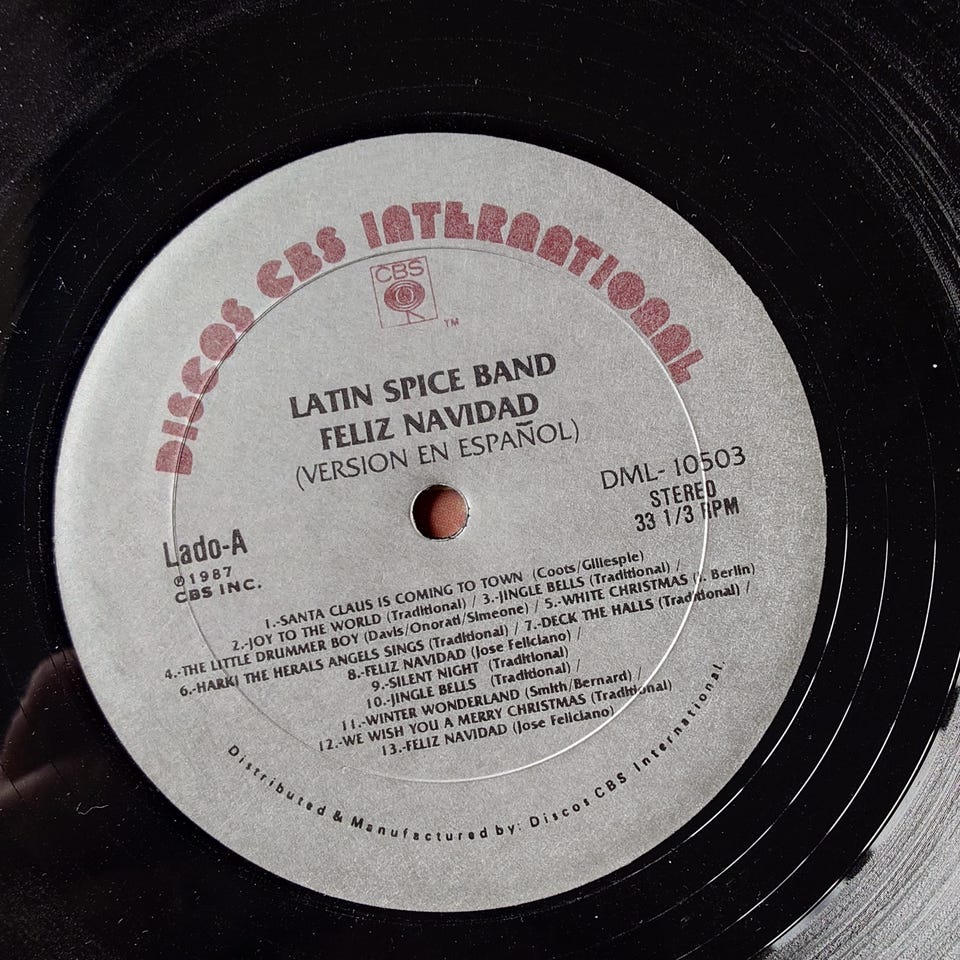 DISCOS CBS INTERNATIONAL
CBS
TM
LATIN SPICE BAND
FELIZ NAVIDAD
(VERSION EN ESPAÑOL)
DML-10503
STEREO
33 1/3 RPM
Lado-A
℗1987
CBS INC.
1.-SANTA CLAUS IS COMING TO TOWN (Coots/Gillesple)
2.-JOY TO THE WORLD (Traditional) / 3.-JINGLE BELLS (Traditional) /
4.-THE LITTLE DRUMMER BOY (Davis/Onorati/Simeone) / 5.-WHITE CHRISTMAS (I. Berlin)
6.-HARK! THE HERALS ANGELS SINGS (Traditional) / 7.-DECK THE HALLS (Traditional) /
8.-FELIZ NAVIDAD (Jose Feliciano) /
9.-SILENT NIGHT (Traditional)
10.-JINGLE BELLS (Traditional) /
11.-WINTER WONDERLAND (Smith/Bernard) /
12.-WE WISH YOU A MERRY CHRISTMAS (Traditional)
13.-FELIZ NAVIDAD (Jose Feliciano)
Distributed & Manufactured by: Discos CBS International.